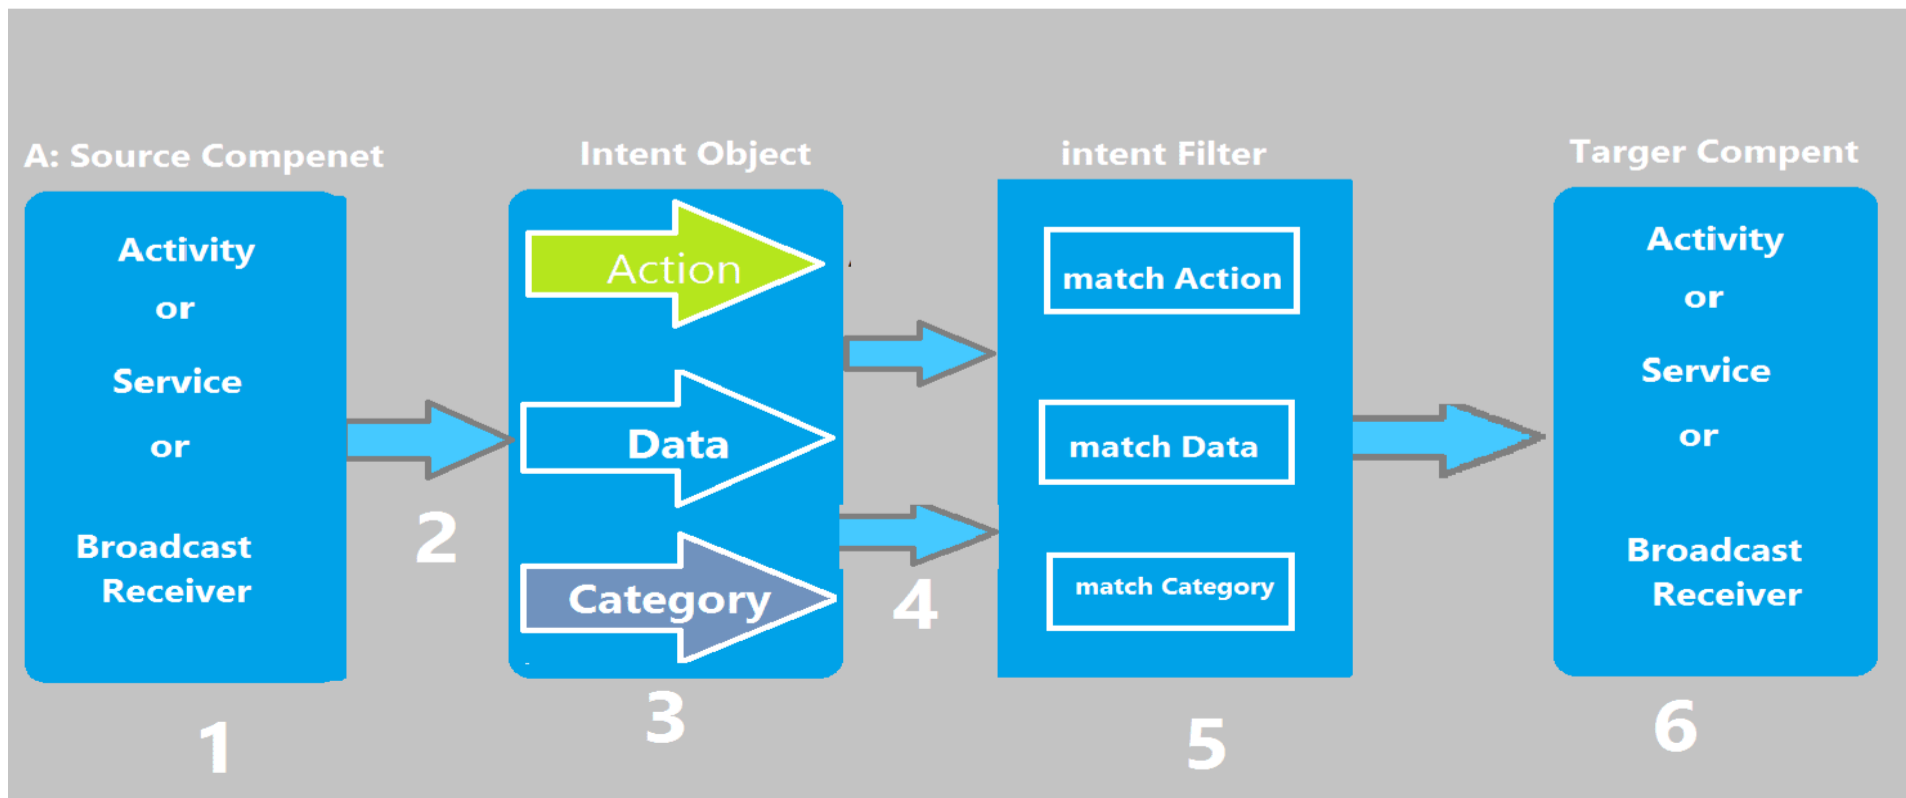 A: Source Compenet
Activity
or
Service
or
Broadcast
Receiver
1
2
Intent Object
Action
Data
Category
3
4
intent Filter
match Action
match Data
match Category
5
Targer Compent
Activity
or
Service
or
Broadcast
Receiver
6